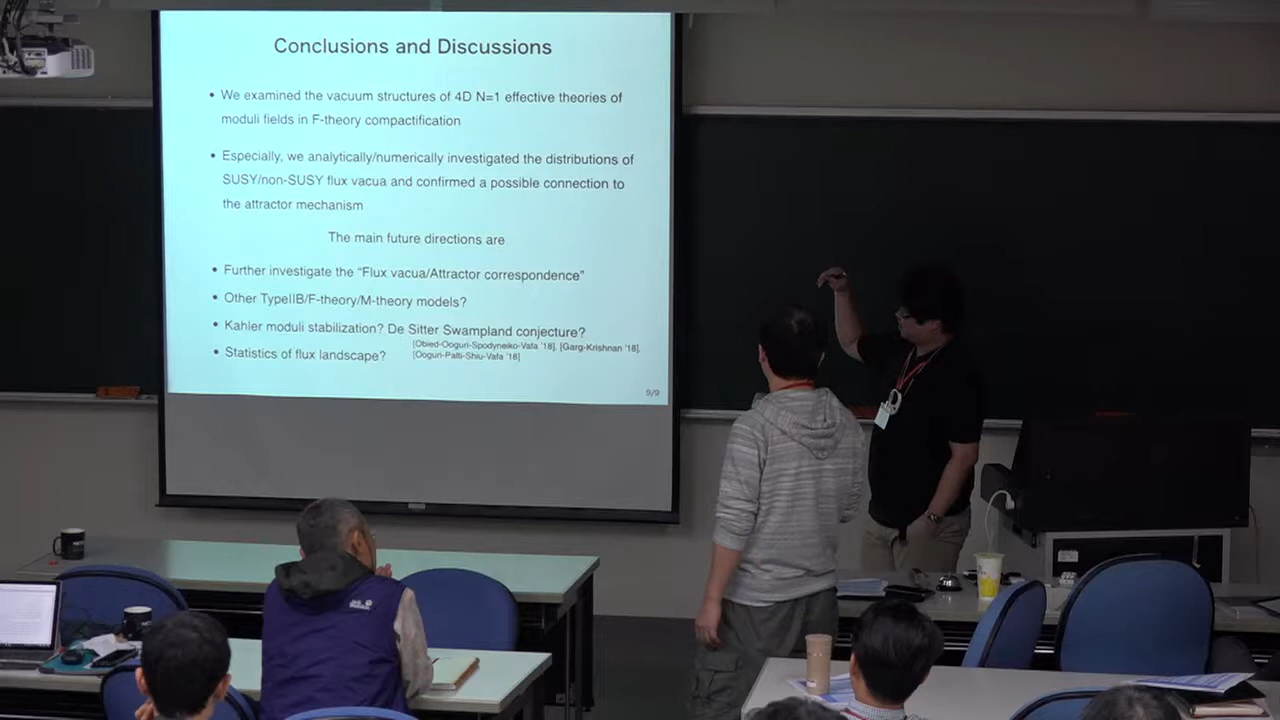 Conclusions and Discussions
• We examined the vacuum structures of 4D N=1 effective theories of
moduli fields in F-theory compactification
• Especially, we analytically/numerically investigated the distributions of
SUSY/non-SUSY flux vacua and confirmed a possible connection to
the attractor mechanism
The main future directions are
• Further investigate the "Flux vacua/Attractor correspondence"
• Other TypeIIB/F-theory/M-theory models?
• Kahler moduli stabilization? De Sitter Swampland conjecture?
[Obied-Ooguri-Spodyneiko-Vafa '18], [Garg-Krishnan '18],
[Ooguri-Palti-Shiu-Vafa '18]
• Statistics of flux landscape?
9/9